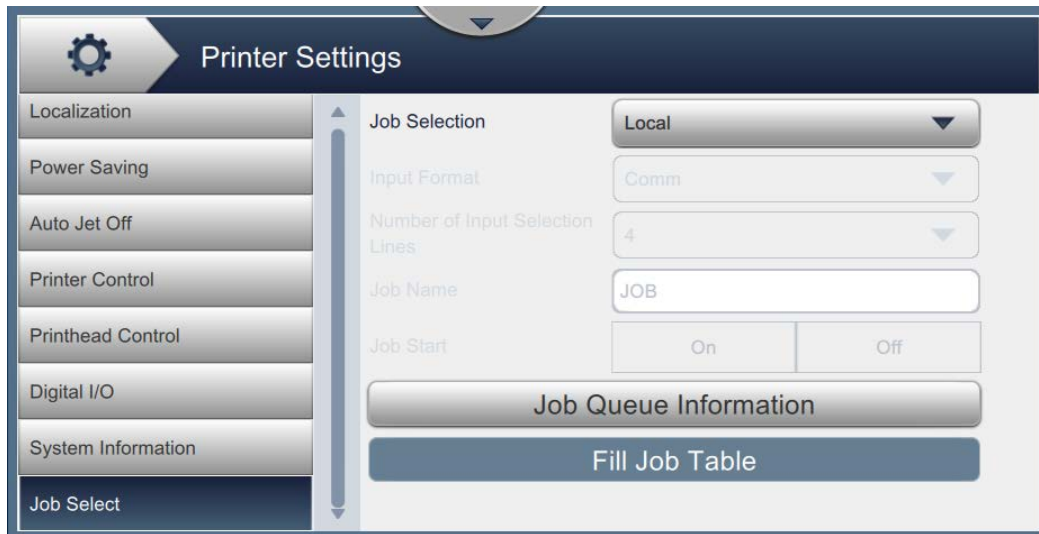 Printer Settings
Localization
Power Saving
Auto Jet Off
Printer Control
Printhead Control
Digital I/O
System Information
Job Select
Job Selection
Local
Input Format
Comm
Number of Input Selection
Lines
4
Job Name
JOB
Job Start
On
Off
Job Queue Information
Fill Job Table